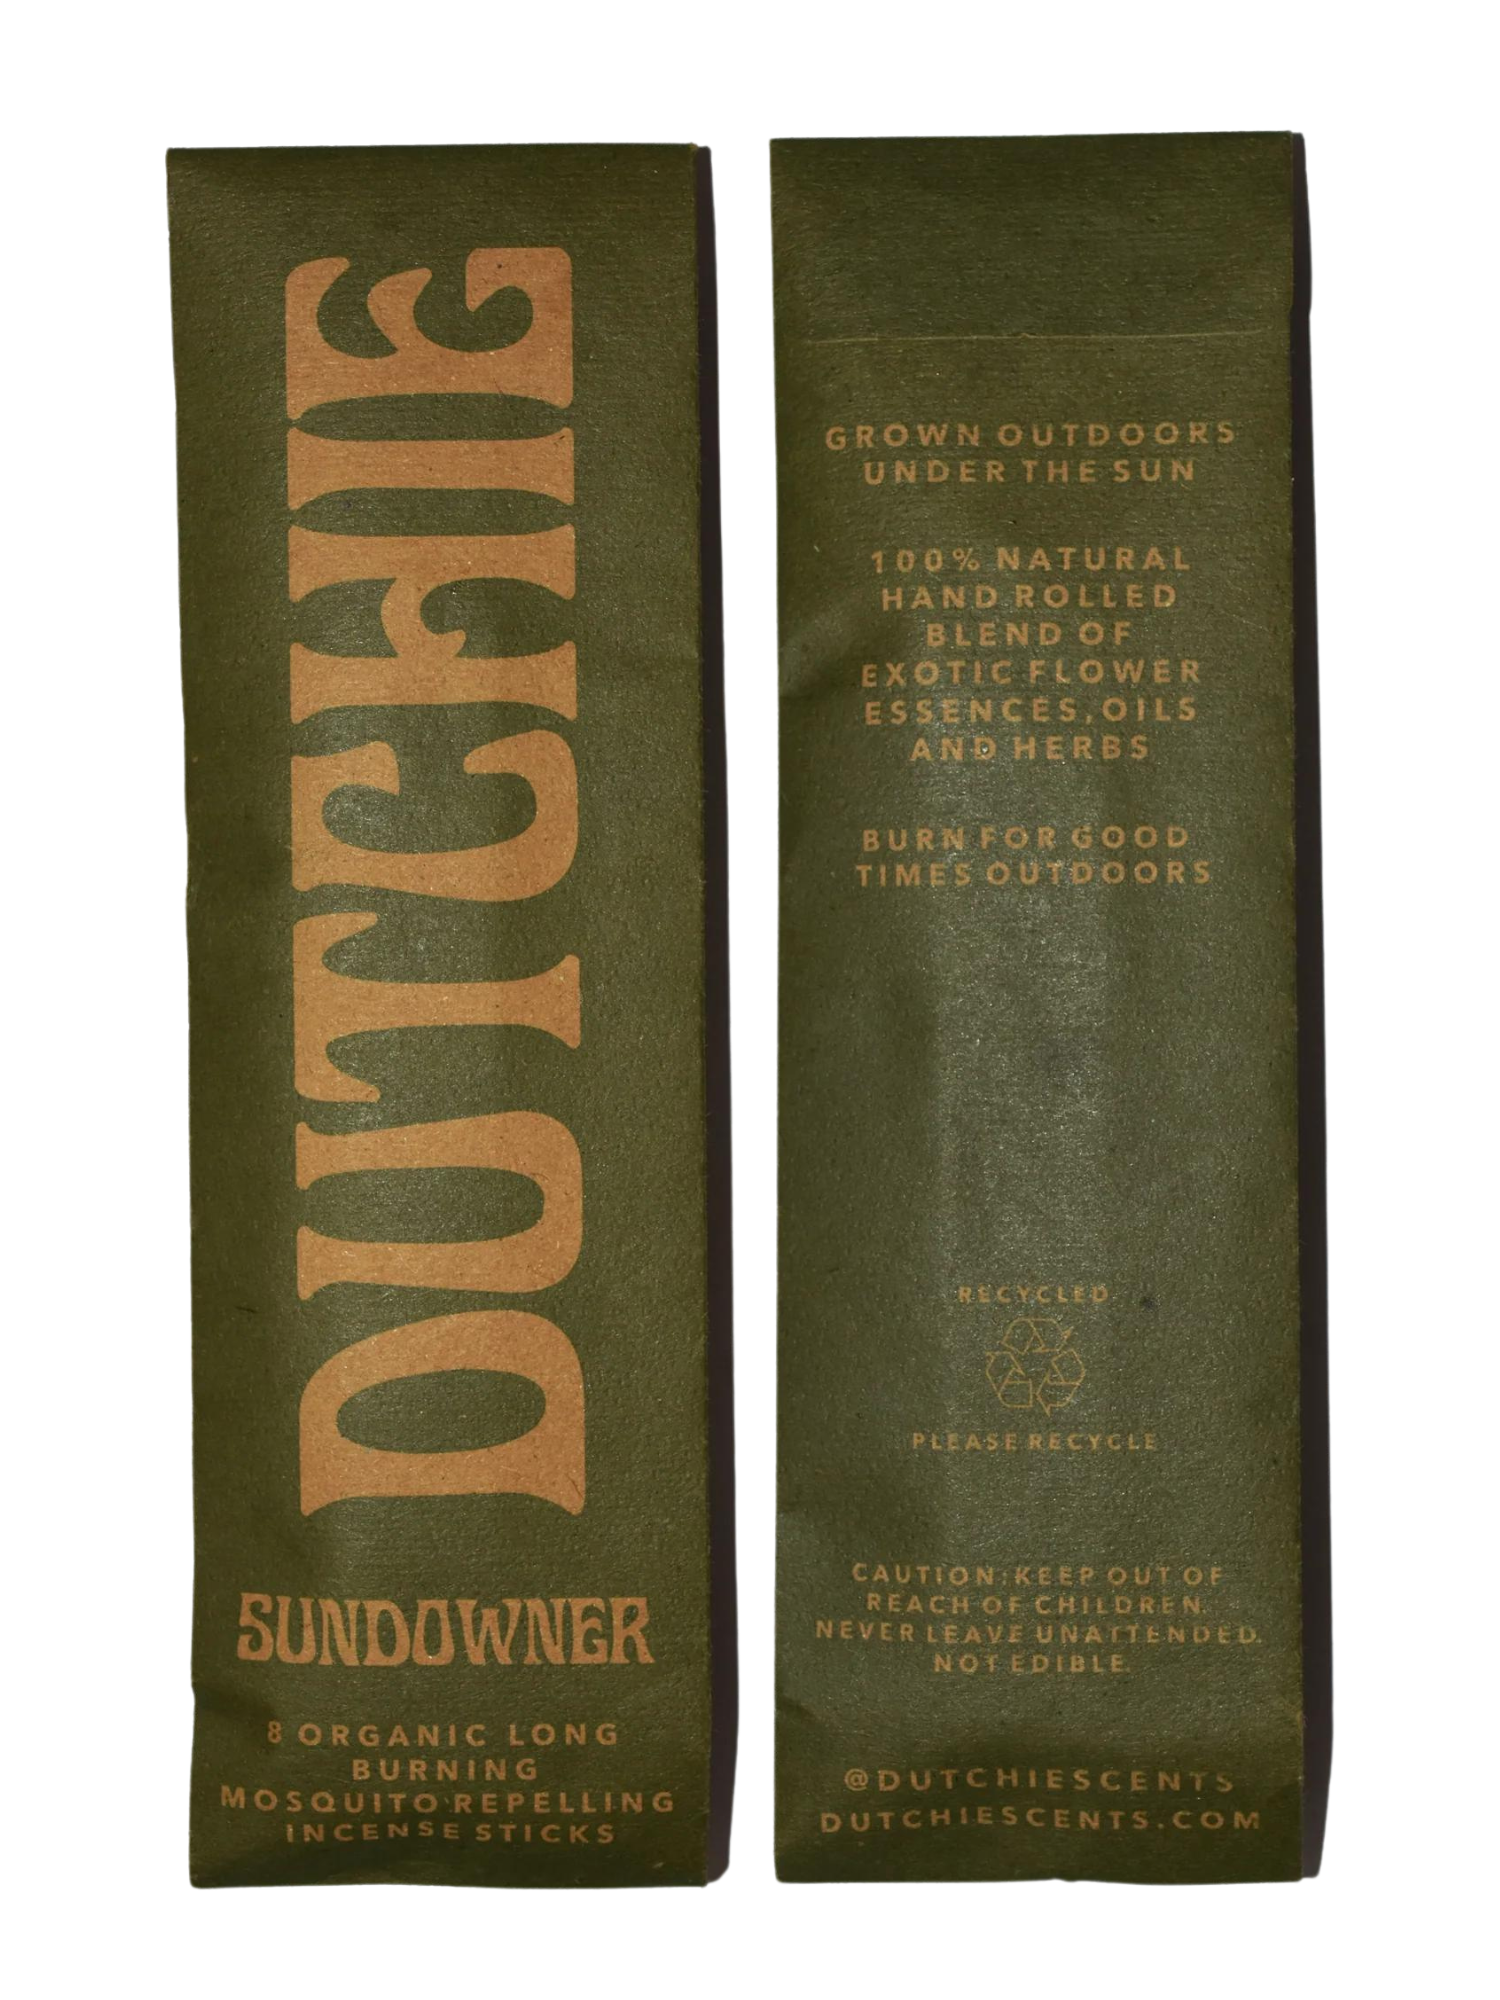 DUTCHIE
SUNDOWNER
8 ORGANIC LONG
BURNING
MOSQUITO REPELLING
INCENSE STICKS
GROWN OUTDOORS
UNDER THE SUN
100% NATURAL
HAND ROLLED
BLEND OF
EXOTIC FLOWER
ESSENCES, OILS
AND HERBS
BURN FOR GOOD
TIMES OUTDOORS
RECYCLED
PLEASE RECYCLE
CAUTION: KEEP OUT OF
REACH OF CHILDREN.
NEVER LEAVE UNATTENDED.
NOT EDIBLE.
@DUTCHIESCENTS
DUTCHIESCENTS.COM